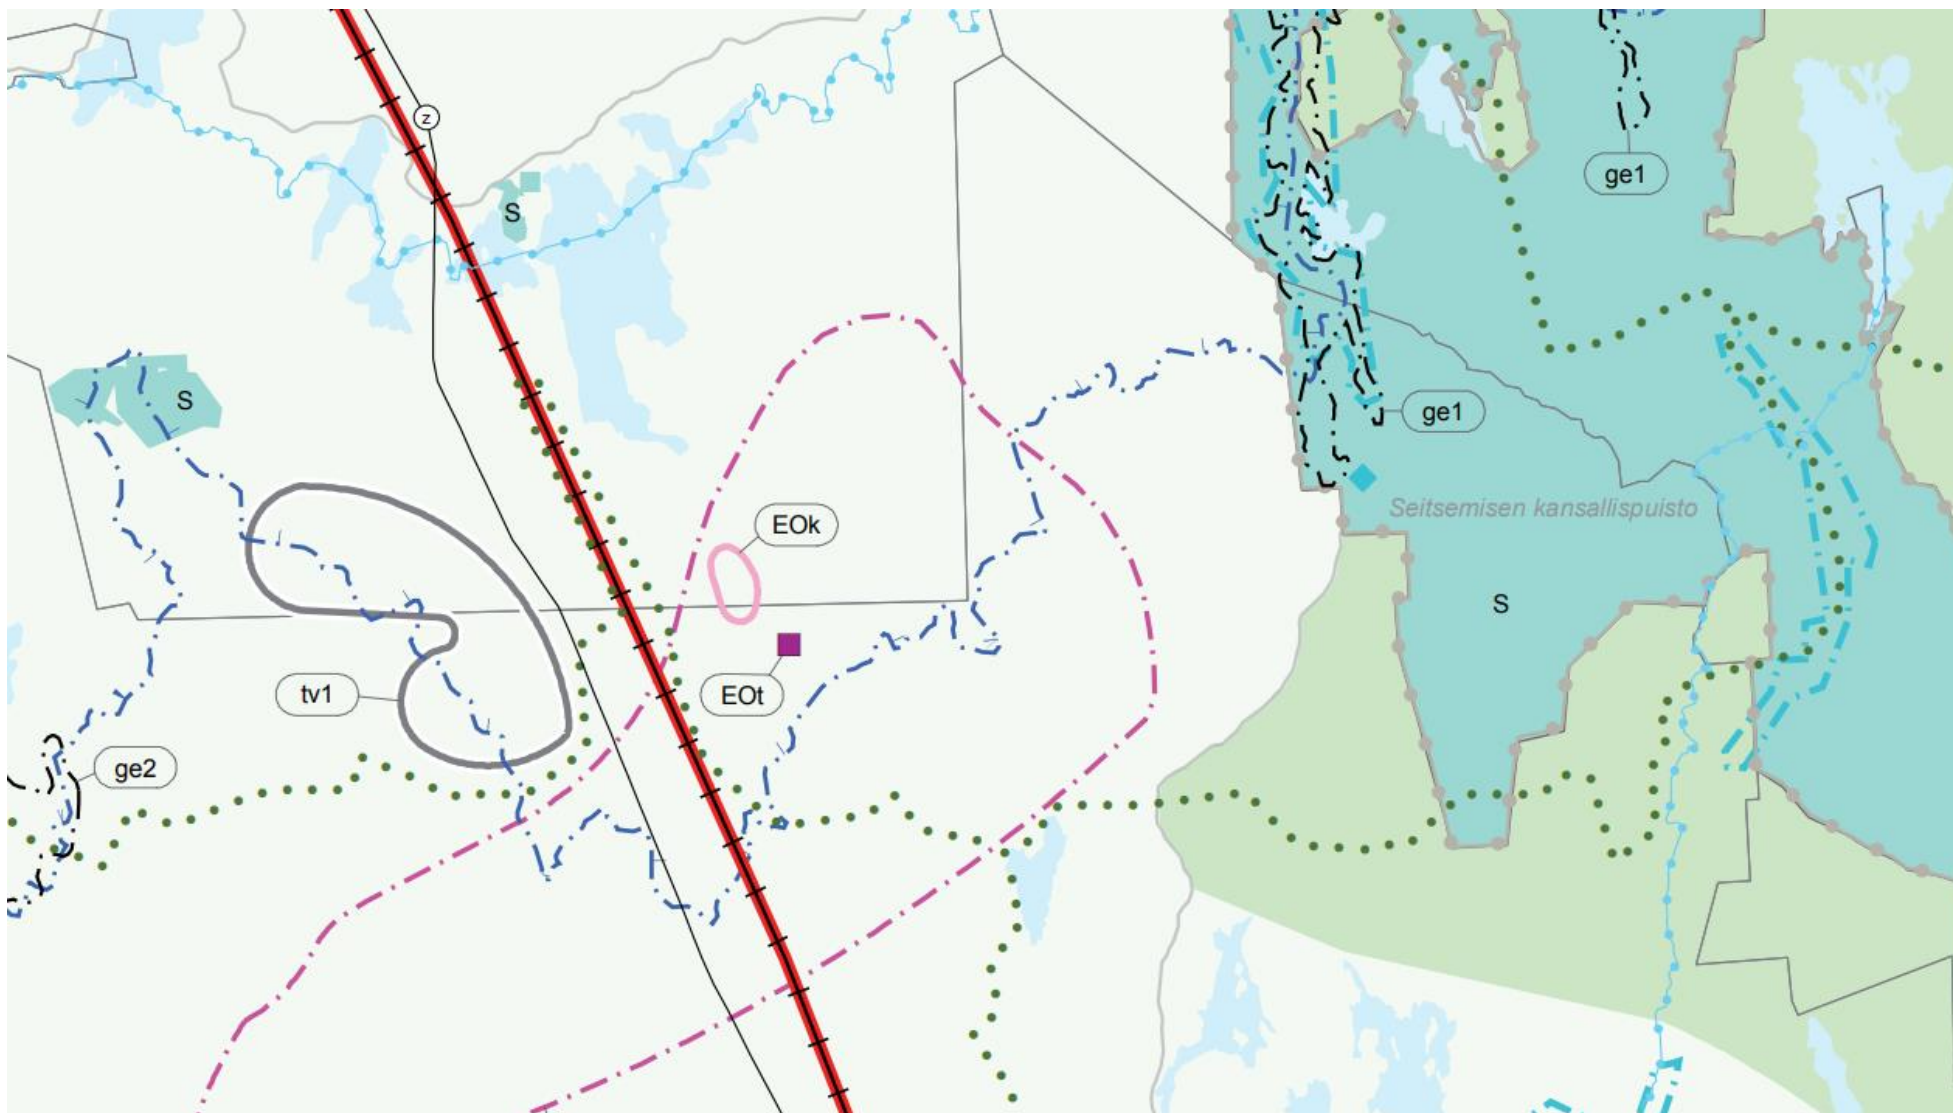 z
ge1
S
S
ge1
Seitsemisen kansallispuisto
EOk
S
tv1
EOt
ge2